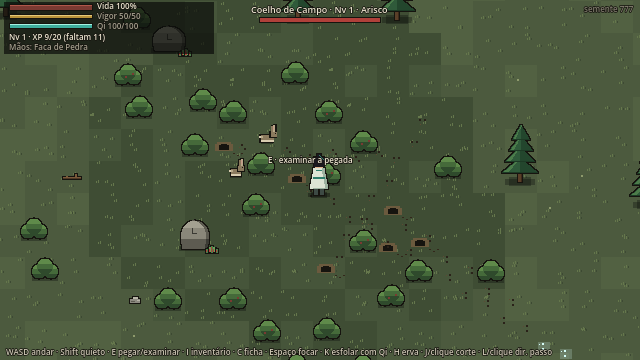 Vida 100%
Vigor 50/50
Qi 100/100
Nv 1 · XP 9/20 (faltam 11)
Mãos: Faca de Pedra
Coelho de Campo · Nv 1 · Arisco
semente 777
E · examinar a pegada
WASD andar · Shift quieto · E pegar/examinar · I inventário · C ficha · Espaço focar · K esfolar com Qi · H erva · J/clique corte · L/clique dir. passo